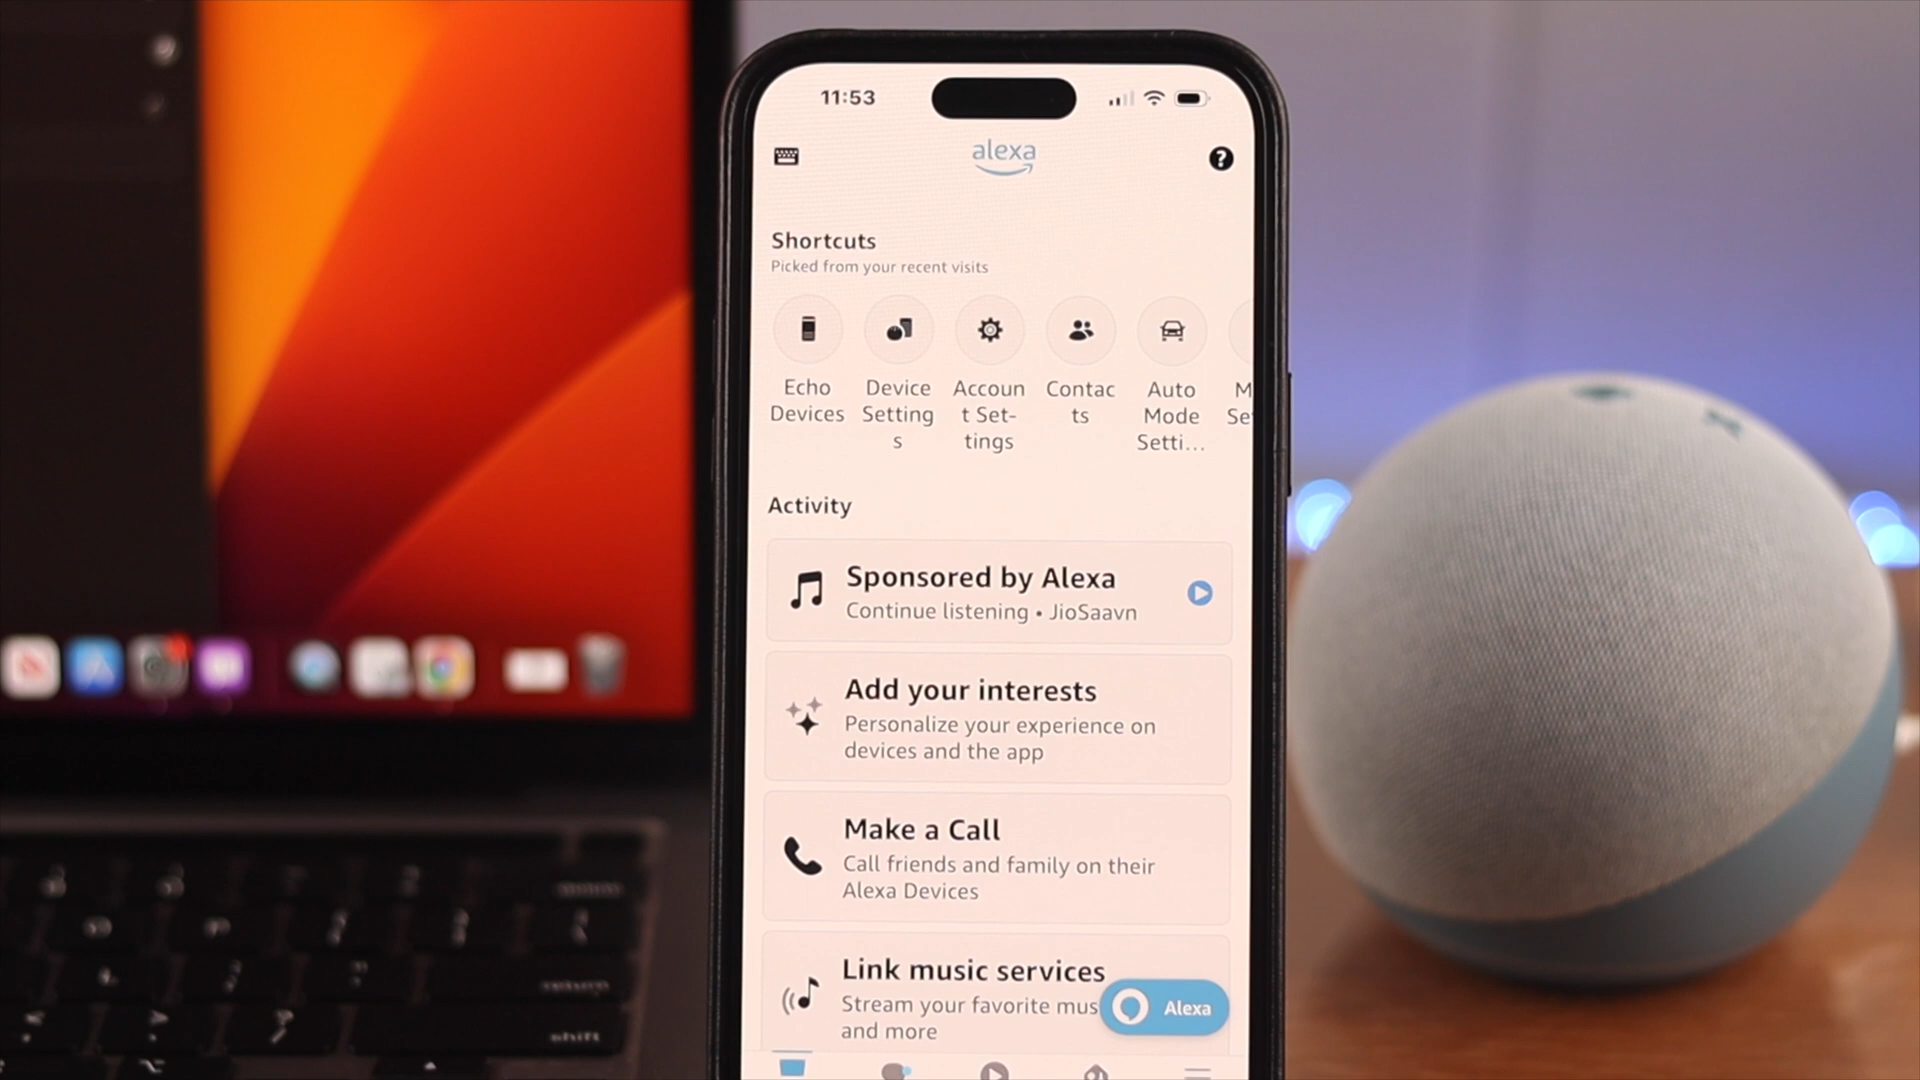 11:53
alexa
?
Shortcuts
Picked from your recent visits
Echo
Devices
Device
Setting
s
Accoun
t Set-
tings
Contac
ts
Auto
Mode
Setti...
M
Se
Activity
Sponsored by Alexa
Continue listening • JioSaavn
Add your interests
Personalize your experience on
devices and the app
Make a Call
Call friends and family on their
Alexa Devices
Link music services
Stream your favorite mus
and more
Alexa
return
shift